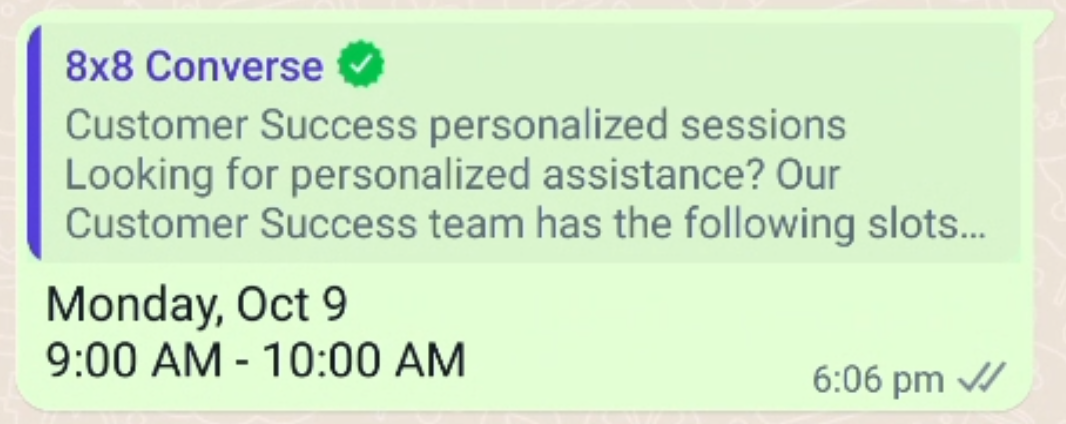 8x8 Converse
Customer Success personalized sessions
Looking for personalized assistance? Our
Customer Success team has the following slots...
Monday, Oct 9
9:00 AM - 10:00 AM
6:06 pm